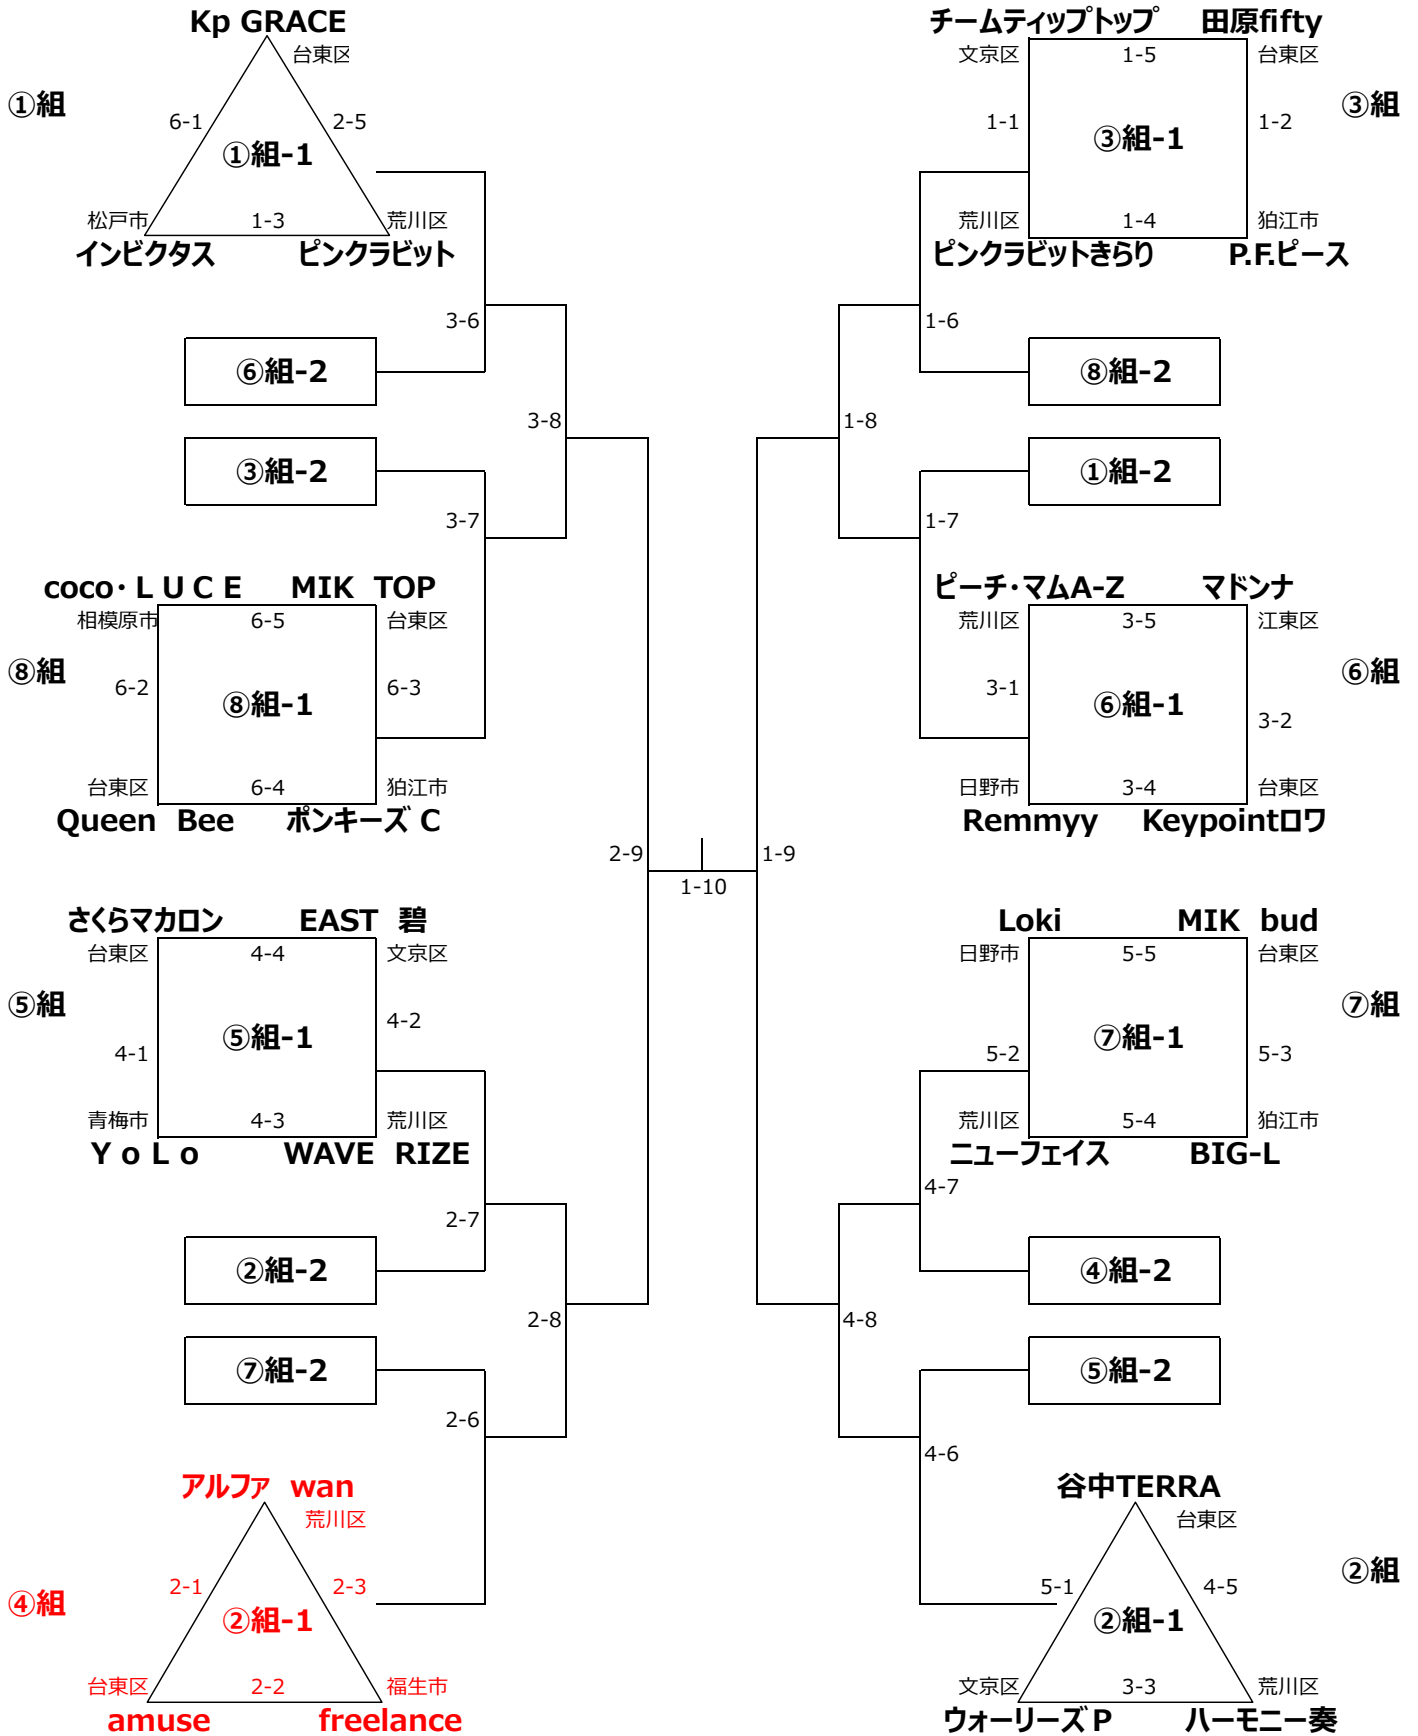 Kp GRACE
台東区
①組
6-1
2-5
①組-1
松戸市
1-3
荒川区
インビクタス
ピンクラビット
3-6
⑥組-2
3-8
③組-2
3-7
coco・ＬＵＣＥ
MIK TOP
相模原市
6-5
台東区
⑧組
6-2
⑧組-1
6-3
台東区
6-4
狛江市
Queen Bee
ポンキーズ C
2-9
さくらマカロン
EAST 碧
台東区
4-4
文京区
⑤組
4-1
⑤組-1
4-2
青梅市
4-3
荒川区
Ｙｏ Ｌｏ
WAVE RIZE
2-7
②組-2
2-8
⑦組-2
2-6
アルファ wan
荒川区
④組
2-1
2-3
②組-1
台東区
2-2
福生市
amuse
freelance
1-10
チームティップトップ
田原fifty
文京区
1-5
台東区
③組
1-1
③組-1
1-2
荒川区
1-4
狛江市
ピンクラビットきらり
P.F.ピース
1-6
⑧組-2
1-8
①組-2
1-7
ピーチ・マムA-Z
マドンナ
荒川区
3-5
江東区
⑥組
3-1
⑥組-1
3-2
日野市
3-4
台東区
Remmyy
Keypointロワ
1-9
Loki
MIK bud
日野市
5-5
台東区
⑦組
5-2
⑦組-1
5-3
荒川区
5-4
狛江市
ニューフェイス
BIG-L
4-7
④組-2
4-8
⑤組-2
4-6
谷中TERRA
台東区
②組
5-1
4-5
②組-1
文京区
3-3
荒川区
ウォーリーズＰ
ハーモニー奏